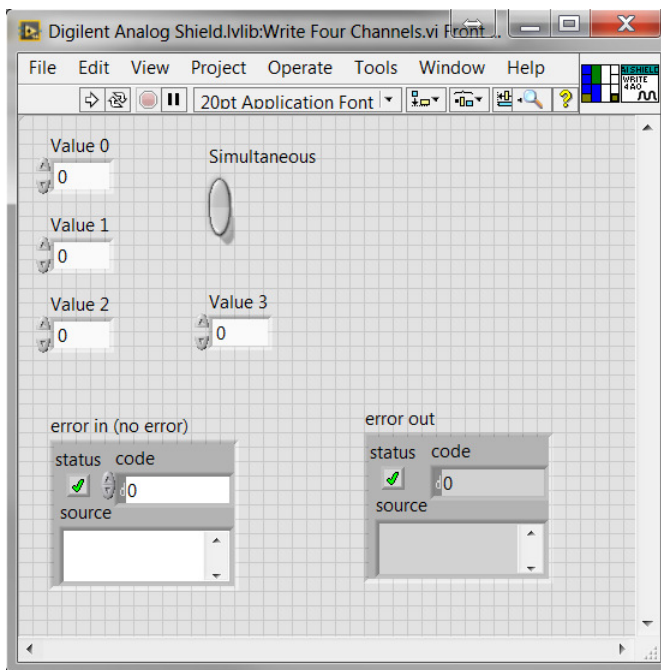 Digilent Analog Shield.lvlib:Write Four Channels.vi Front
File Edit View Project Operate Tools Window Help
20pt Application Font
WRITE
4AO
Value 0
0
Simultaneous
Value 1
0
Value 2
0
Value 3
0
error in (no error)
status code
d0
source
error out
status code
d0
source